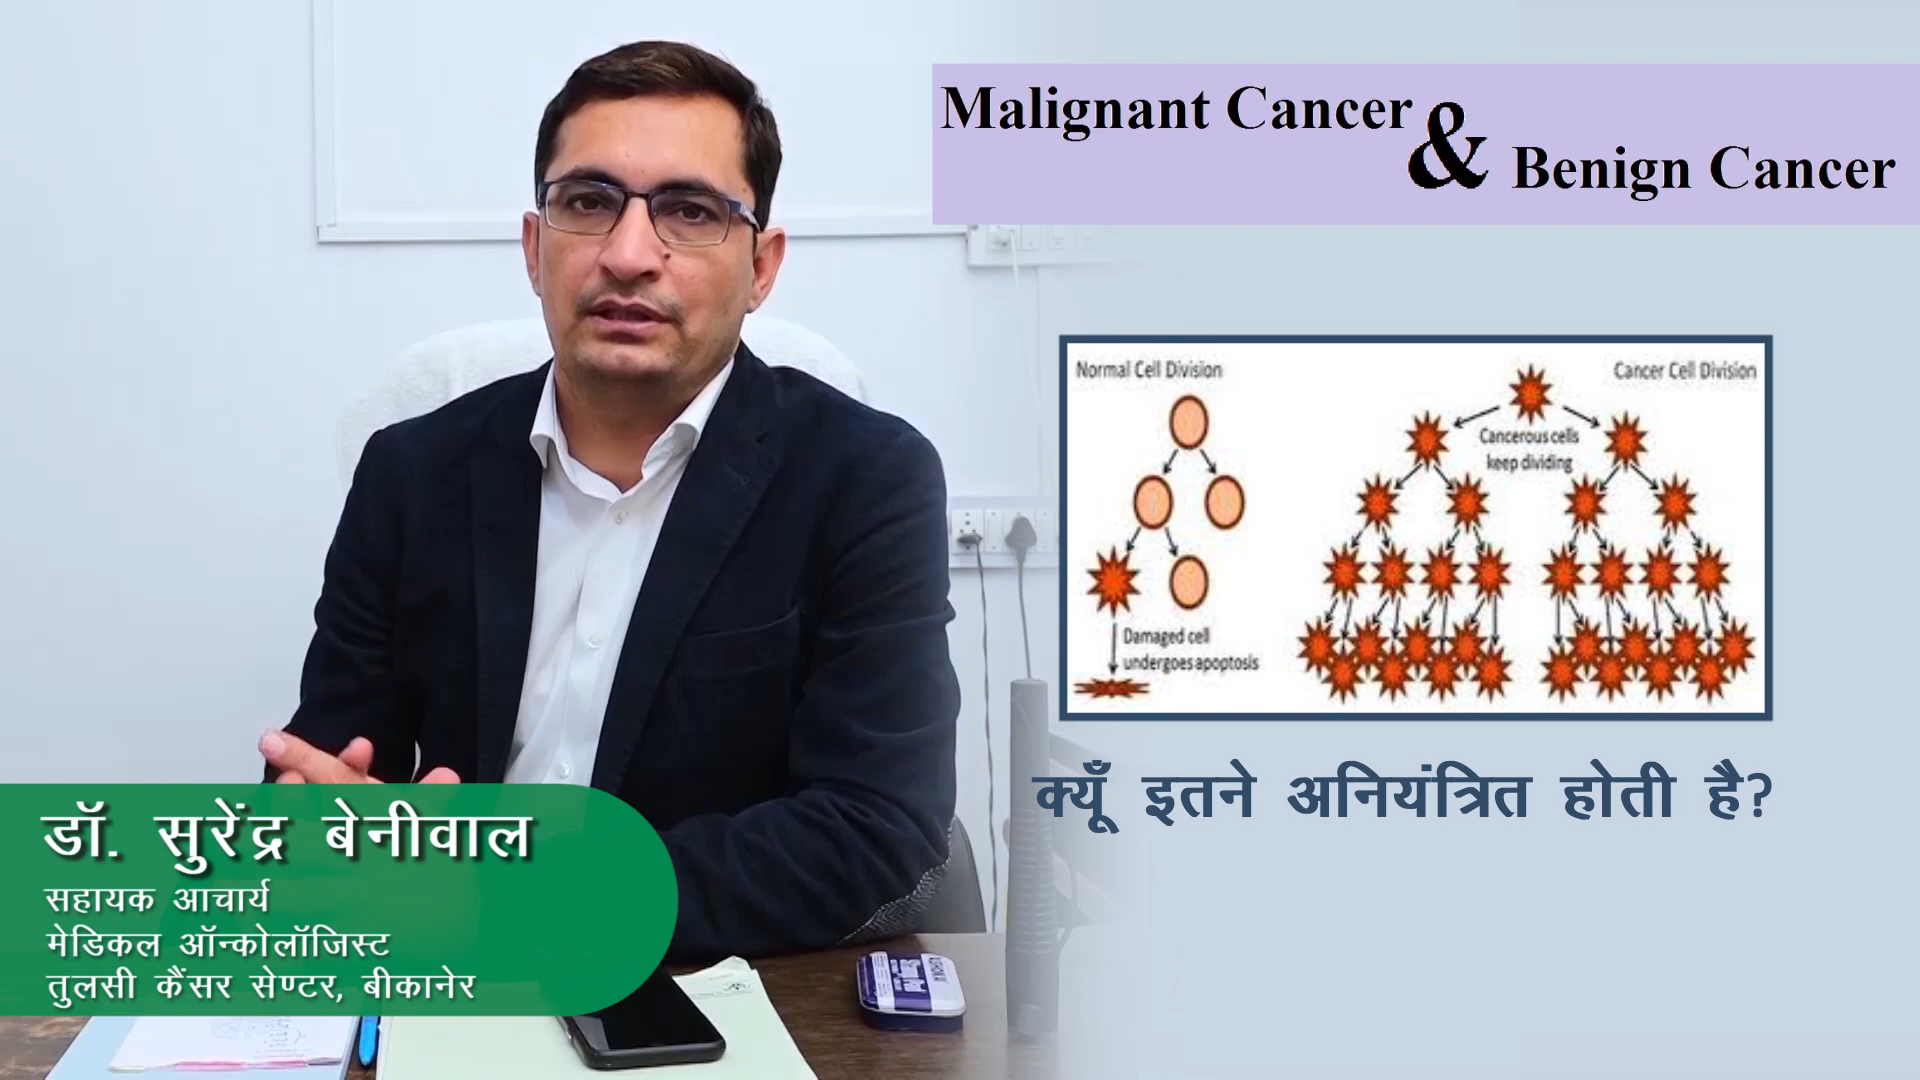 Malignant Cancer
&
Benign Cancer
Normal Cell Division
Cancer Cell Division
Cancerous cells
keep dividing
Damaged cell
undergoes apoptosis
क्यूँ इतने अनियंत्रित होती है?
डॉ. सुरेंद्र बेनीवाल
सहायक आचार्य
मेडिकल ऑन्कोलॉजिस्ट
तुलसी कैंसर सेण्टर, बीकानेर